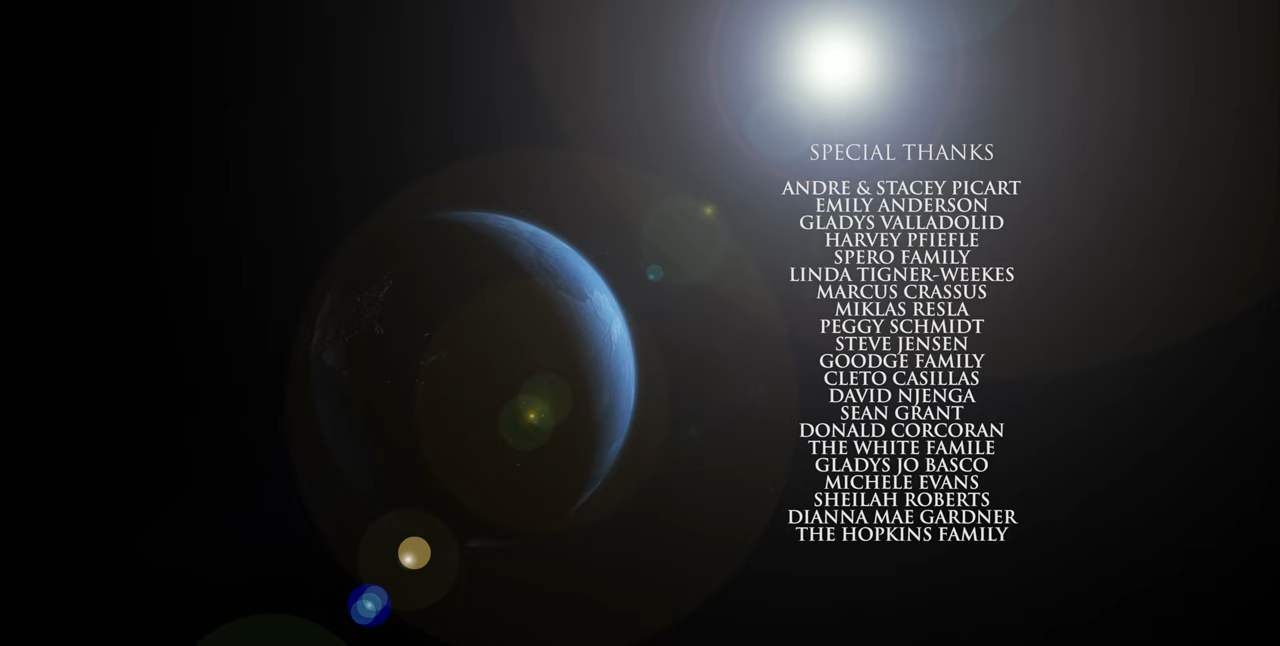 SPECIAL THANKS
ANDRE & STACEY PICART
EMILY ANDERSON
GLADYS VALLADOLID
HARVEY PFIEFLE
SPERO FAMILY
LINDA TIGNER-WEEKES
MARCUS CRASSUS
MIKLAS RESLA
PEGGY SCHMIDT
STEVE JENSEN
GOODGE FAMILY
CLETO CASILLAS
DAVID NJENGA
SEAN GRANT
DONALD CORCORAN
THE WHITE FAMILE
GLADYS JO BASCO
MICHELE EVANS
SHEILAH ROBERTS
DIANNA MAE GARDNER
THE HOPKINS FAMILY